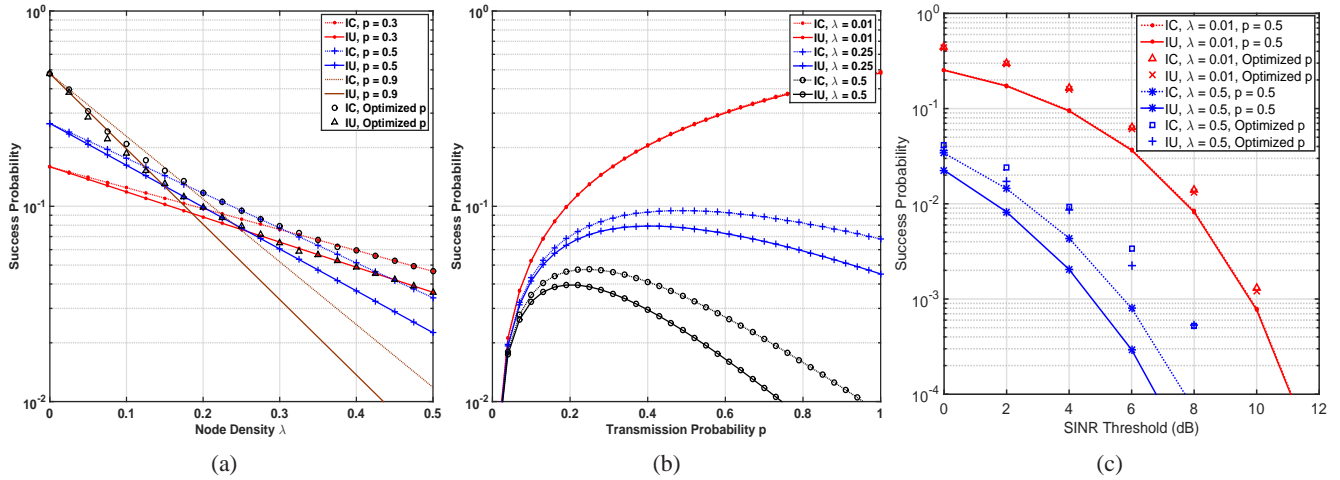 10^0
10^-1
10^-2
Success Probability
0
0.1
0.2
0.3
0.4
0.5
Node Density λ
IC, p = 0.3
IU, p = 0.3
IC, p = 0.5
IU, p = 0.5
IC, p = 0.9
IU, p = 0.9
IC, Optimized p
IU, Optimized p
(a)
10^0
10^-1
10^-2
Success Probability
0
0.2
0.4
0.6
0.8
1
Transmission Probability p
IC, λ = 0.01
IU, λ = 0.01
IC, λ = 0.25
IU, λ = 0.25
IC, λ = 0.5
IU, λ = 0.5
(b)
10^0
10^-1
10^-2
10^-3
10^-4
Success Probability
0
2
4
6
8
10
12
SINR Threshold (dB)
IC, λ = 0.01, p = 0.5
IU, λ = 0.01, p = 0.5
IC, λ = 0.01, Optimized p
IU, λ = 0.01, Optimized p
IC, λ = 0.5, p = 0.5
IU, λ = 0.5, p = 0.5
IC, λ = 0.5, Optimized p
IU, λ = 0.5, Optimized p
(c)